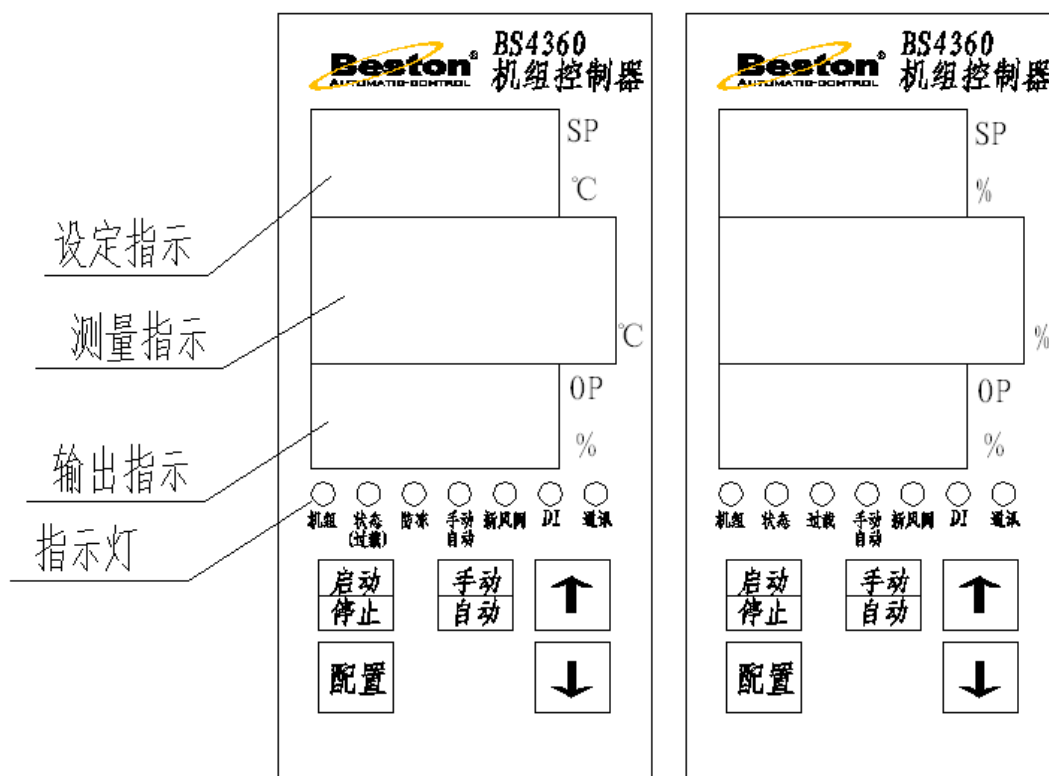 设定指示
测量指示
输出指示
指示灯
Beston®
AUTOMATIC-CONTROL
BS4360
机组控制器
SP
℃
℃
OP
%
机组 状态(过载) 防冻 手动自动 新风阀 DI 通讯
启动
停止
手动
自动
配置
Beston®
AUTOMATIC-CONTROL
BS4360
机组控制器
SP
%
%
OP
%
机组 状态 过载 手动自动 新风阀 DI 通讯
启动
停止
手动
自动
配置